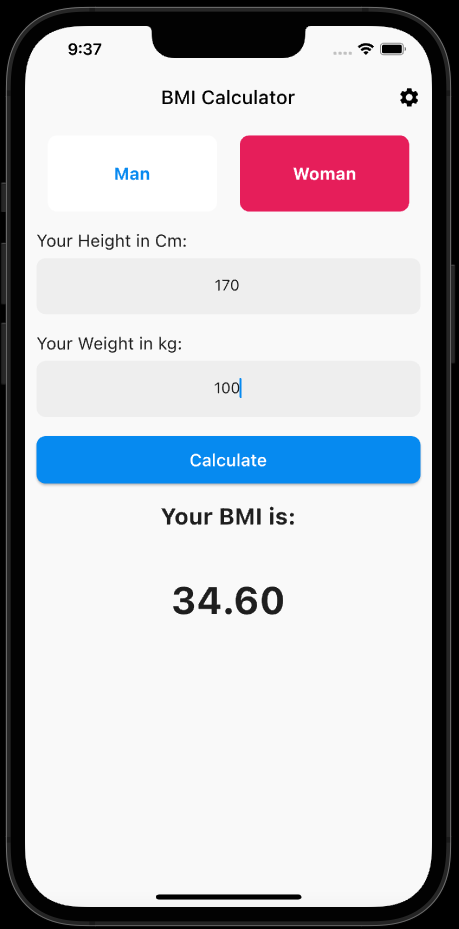 9:37
BMI Calculator
Man
Woman
Your Height in Cm:
170
Your Weight in kg:
100
Calculate
Your BMI is:
34.60